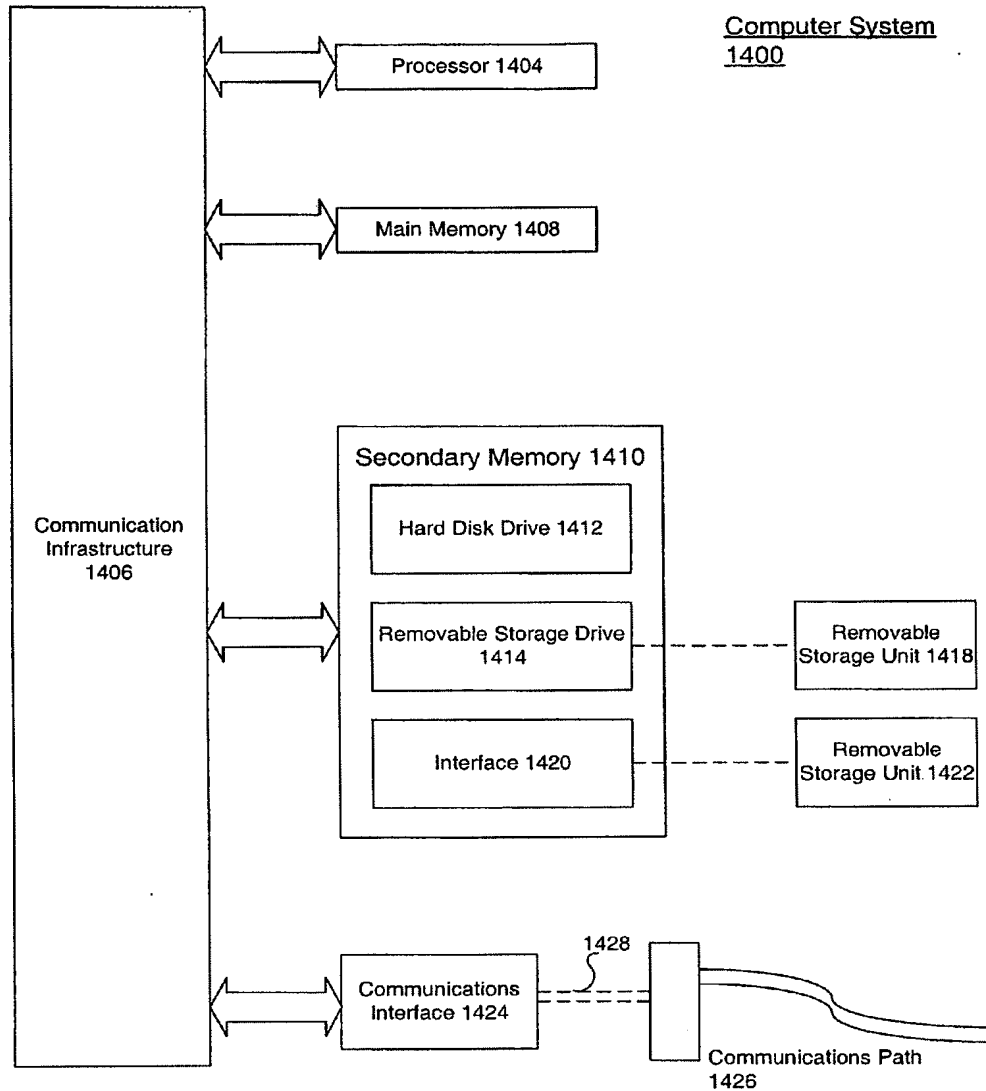 Computer System
1400
Processor 1404
Main Memory 1408
Secondary Memory 1410
Hard Disk Drive 1412
Communication
Infrastructure
1406
Removable Storage Drive
1414
Removable
Storage Unit 1418
Interface 1420
Removable
Storage Unit 1422
1428
Communications
Interface 1424
Communications Path
1426